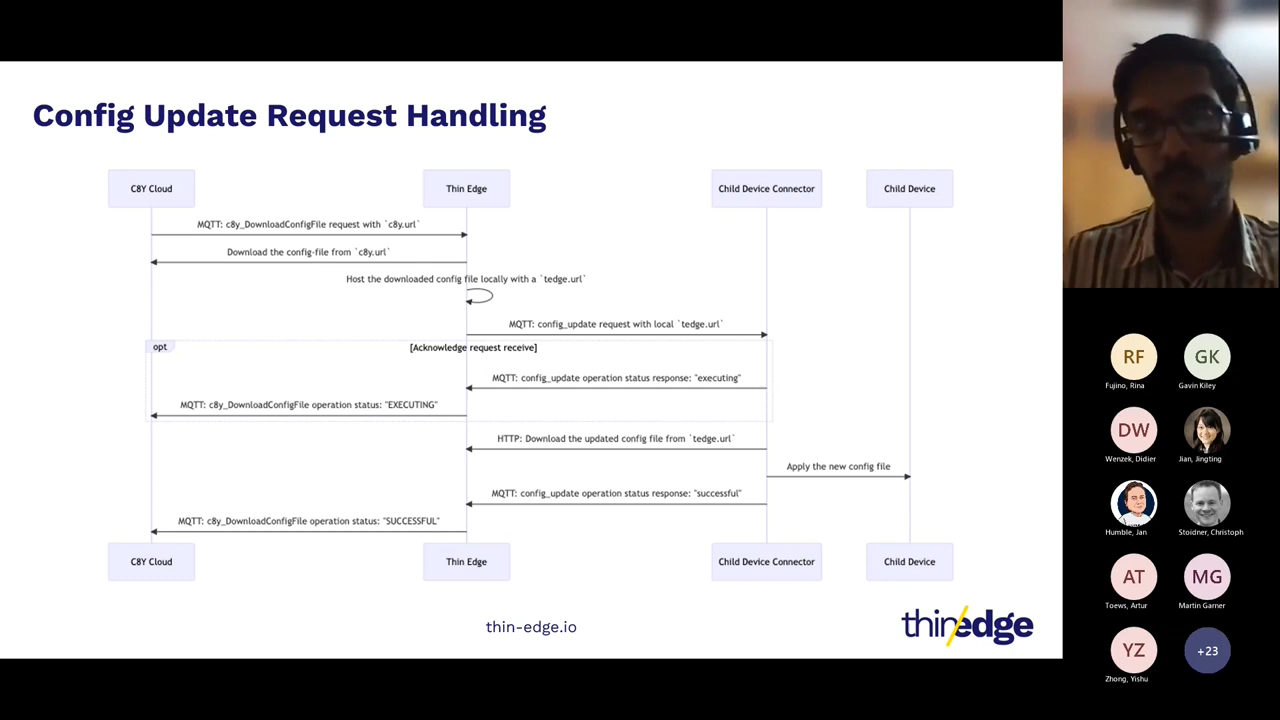 Config Update Request Handling
C8Y Cloud
Thin Edge
Child Device Connector
Child Device
MQTT: c8y_DownloadConfigFile request with `c8y.url`
Download the config-file from `c8y.url`
Host the downloaded config file locally with a `tedge.url`
MQTT: config_update request with local `tedge.url`
opt
[Acknowledge request receive]
MQTT: config_update operation status response: "executing"
MQTT: c8y_DownloadConfigFile operation status: "EXECUTING"
HTTP: Download the updated config file from `tedge.url`
Apply the new config file
MQTT: config_update operation status response: "successful"
MQTT: c8y_DownloadConfigFile operation status: "SUCCESSFUL"
C8Y Cloud
Thin Edge
Child Device Connector
Child Device
thin-edge.io
thin/edge
RF
GK
Fujino, Rina
Gavin Kiley
DW
Wenzek, Didier
Jian, Jingting
Humble, Jan
Stoidner, Christoph
AT
MG
Toews, Artur
Martin Garner
YZ
+23
Zhong, Yishu